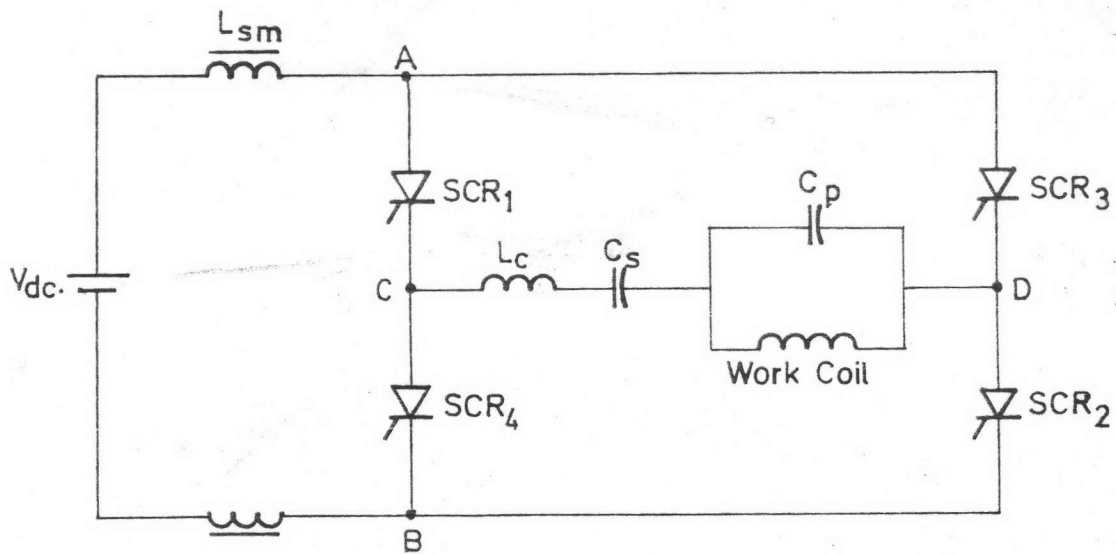 Lsm
A
SCR1
SCR3
Cp
Lc
Cs
Vdc.
C
D
Work Coil
SCR4
SCR2
B